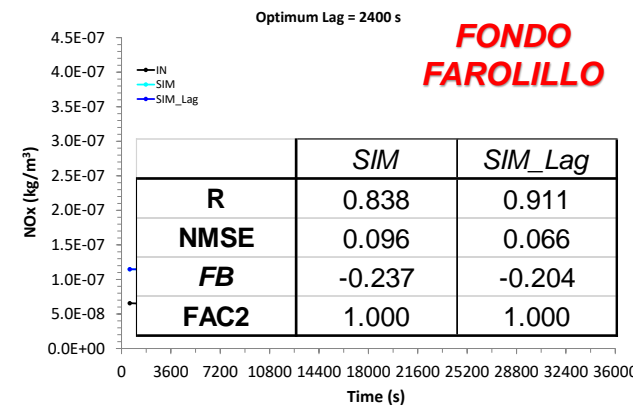 Optimum Lag = 2400 s
FONDO
FAROLILLO
4.5E-07
4.0E-07
3.5E-07
3.0E-07
2.5E-07
2.0E-07
1.5E-07
1.0E-07
5.0E-08
0.0E+00
NOx (kg/m³)
IN
SIM
SIM_Lag
SIM SIM_Lag
R 0.838 0.911
NMSE 0.096 0.066
FB -0.237 -0.204
FAC2 1.000 1.000
0 3600 7200 10800 14400 18000 21600 25200 28800 32400 36000
Time (s)